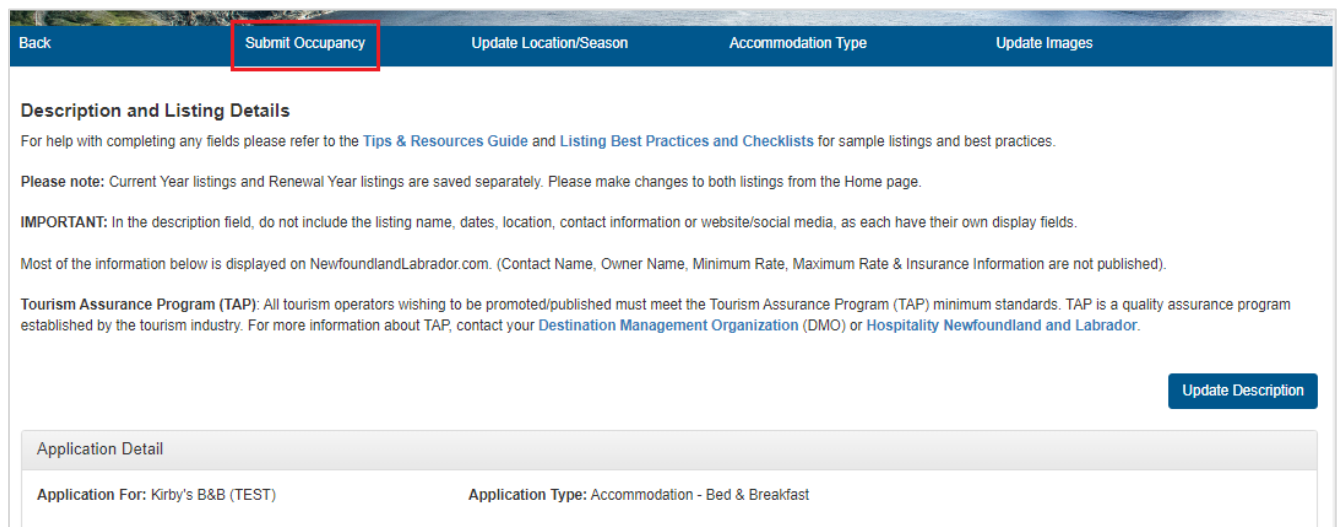 Back Submit Occupancy Update Location/Season Accommodation Type Update Images
Description and Listing Details
For help with completing any fields please refer to the Tips & Resources Guide and Listing Best Practices and Checklists for sample listings and best practices.
Please note: Current Year listings and Renewal Year listings are saved separately. Please make changes to both listings from the Home page.
IMPORTANT: In the description field, do not include the listing name, dates, location, contact information or website/social media, as each have their own display fields.
Most of the information below is displayed on NewfoundlandLabrador.com. (Contact Name, Owner Name, Minimum Rate, Maximum Rate & Insurance Information are not published).
Tourism Assurance Program (TAP): All tourism operators wishing to be promoted/published must meet the Tourism Assurance Program (TAP) minimum standards. TAP is a quality assurance program
established by the tourism industry. For more information about TAP, contact your Destination Management Organization (DMO) or Hospitality Newfoundland and Labrador.
Update Description
Application Detail
Application For: Kirby's B&B (TEST) Application Type: Accommodation - Bed & Breakfast